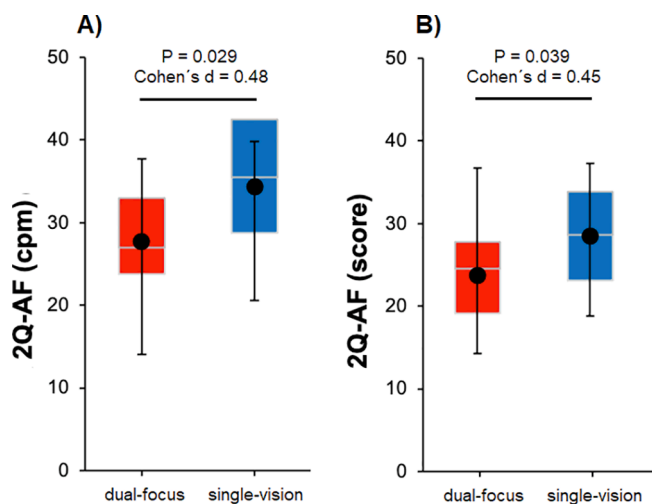 A)
P = 0.029
Cohen´s d = 0.48
50
40
30
20
10
0
2Q-AF (cpm)
dual-focus
single-vision
B)
P = 0.039
Cohen´s d = 0.45
50
40
30
20
10
0
2Q-AF (score)
dual-focus
single-vision